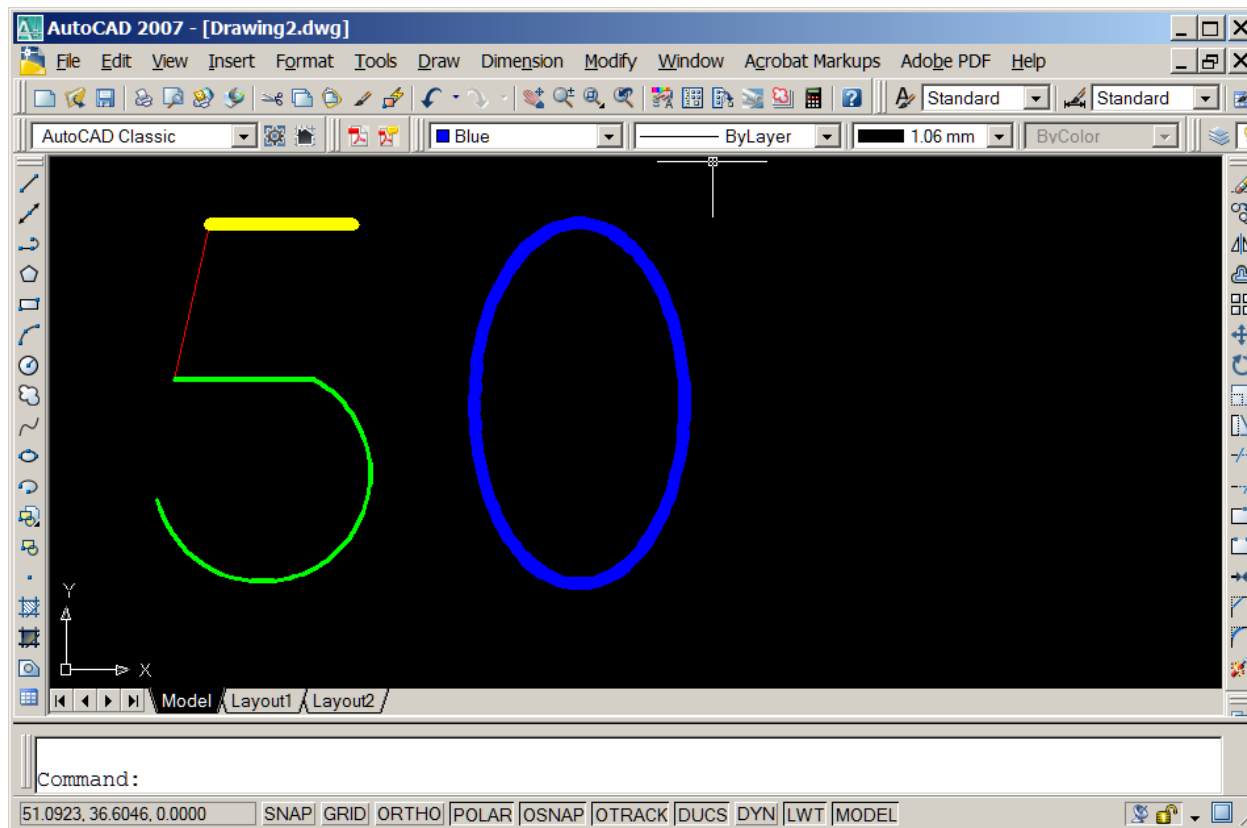 AutoCAD 2007 - [Drawing2.dwg]
File Edit View Insert Format Tools Draw Dimension Modify Window Acrobat Markups Adobe PDF Help
Standard Standard
AutoCAD Classic Blue ByLayer 1.06 mm ByColor
50
Y
X
Model Layout1 Layout2
Command:
51.0923, 36.6046, 0.0000 SNAP GRID ORTHO POLAR OSNAP OTRACK DUCS DYN LWT MODEL